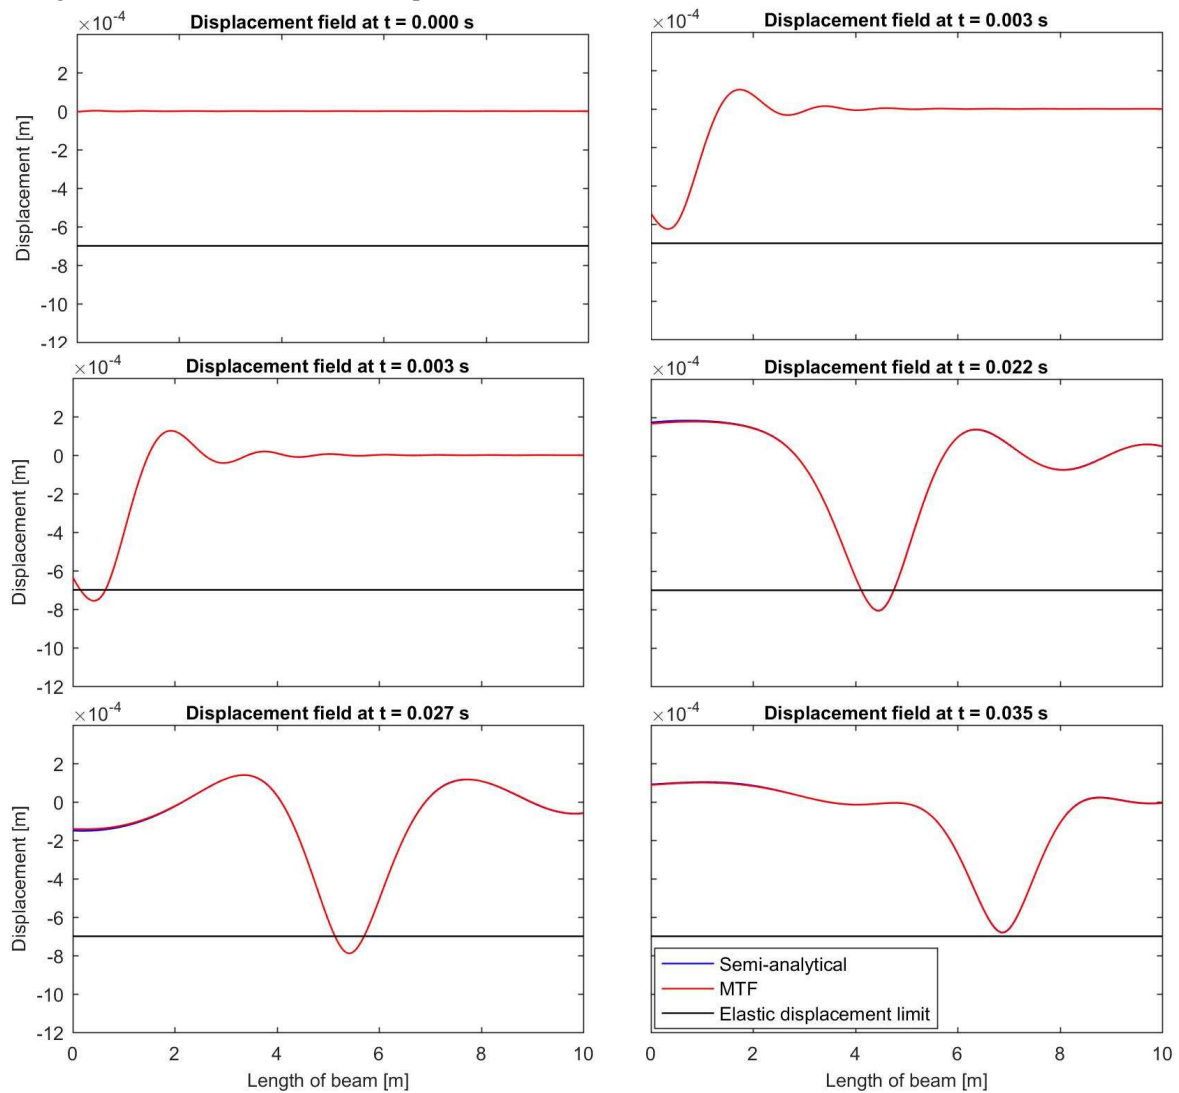 Displacement field at t = 0.000 s
×10-4
2
0
-2
-4
-6
-8
-10
-12
Displacement [m]
Displacement field at t = 0.003 s
×10-4
Displacement field at t = 0.003 s
×10-4
2
0
-2
-4
-6
-8
-10
-12
Displacement [m]
Displacement field at t = 0.022 s
×10-4
Displacement field at t = 0.027 s
×10-4
2
0
-2
-4
-6
-8
-10
-12
Displacement [m]
0 2 4 6 8 10
Length of beam [m]
Displacement field at t = 0.035 s
×10-4
Semi-analytical
MTF
Elastic displacement limit
0 2 4 6 8 10
Length of beam [m]